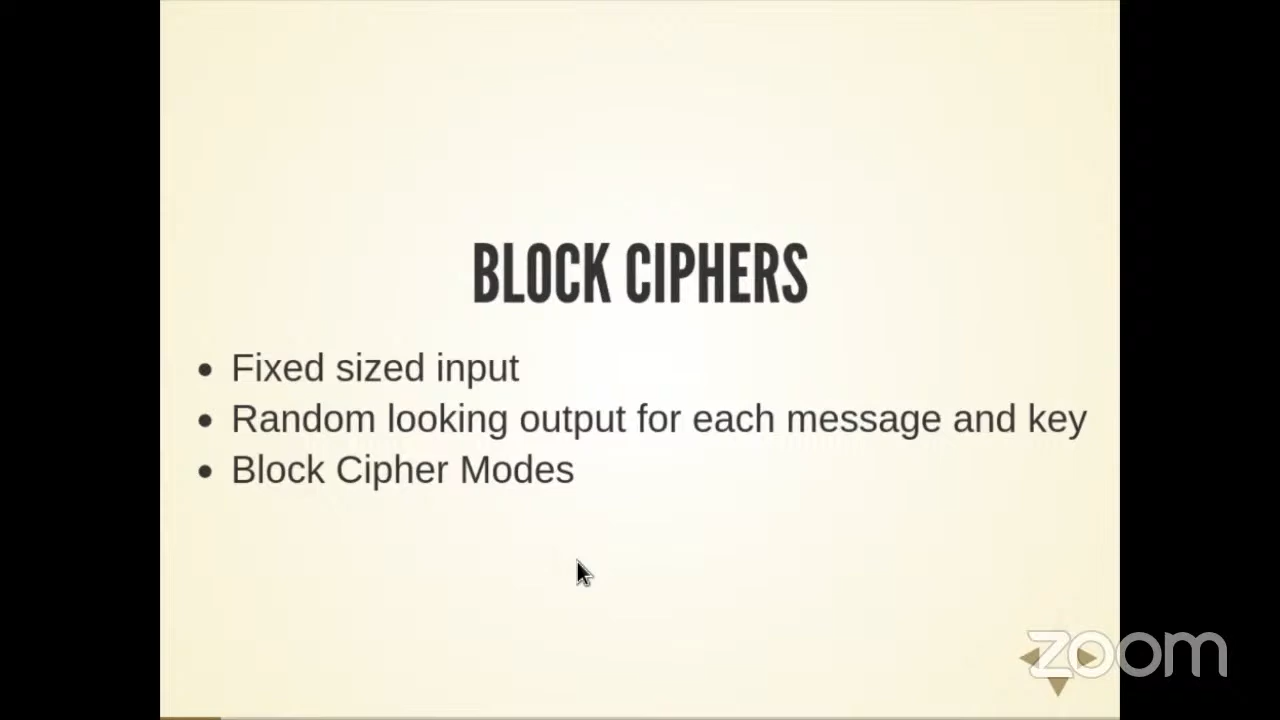 BLOCK CIPHERS
Fixed sized input
Random looking output for each message and key
Block Cipher Modes
zoom